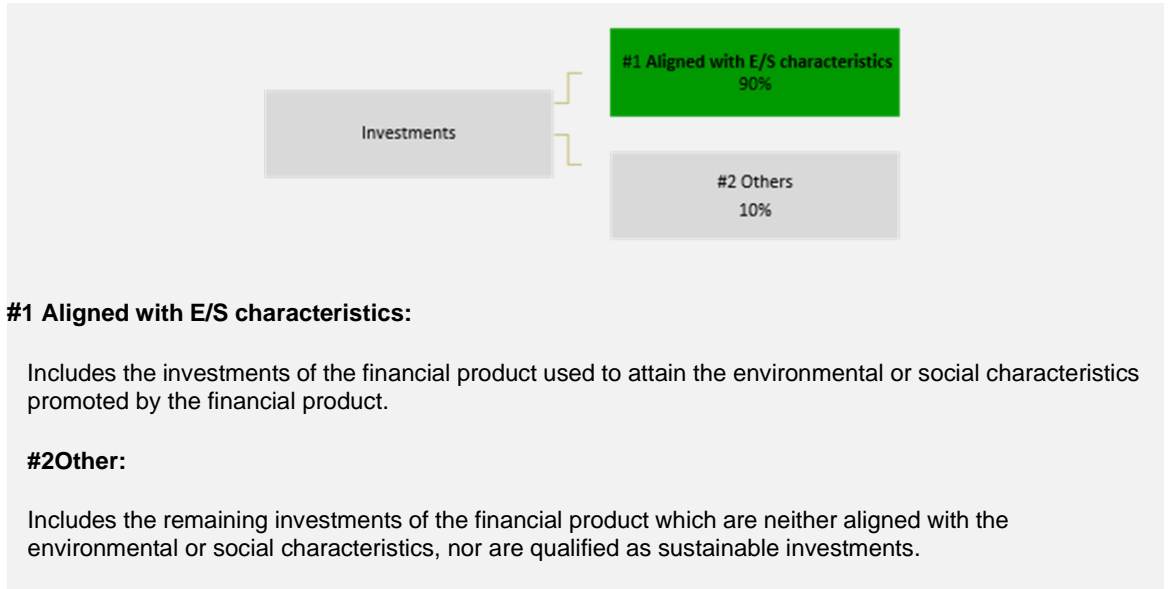 #1 Aligned with E/S characteristics
90%
Investments
#2 Others
10%
#1 Aligned with E/S characteristics:
Includes the investments of the financial product used to attain the environmental or social characteristics
promoted by the financial product.
#2Other:
Includes the remaining investments of the financial product which are neither aligned with the
environmental or social characteristics, nor are qualified as sustainable investments.